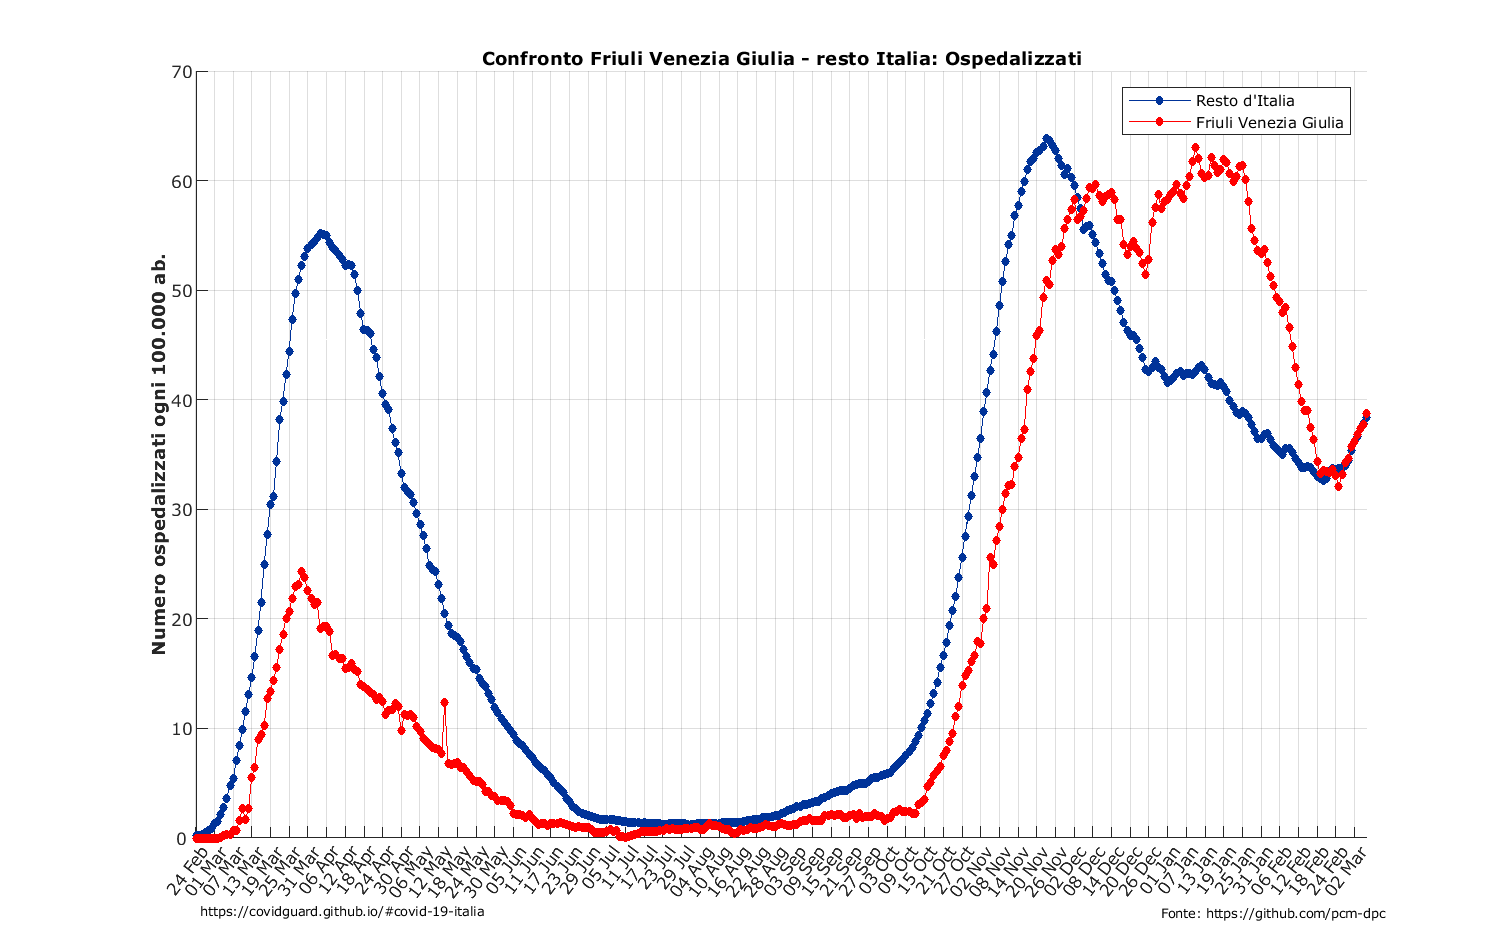 Confronto Friuli Venezia Giulia - resto Italia: Ospedalizzati
Resto d'Italia
Friuli Venezia Giulia
Numero ospedalizzati ogni 100.000 ab.
70
60
50
40
30
20
10
0
24 Feb
01 Mar
07 Mar
13 Mar
19 Mar
25 Mar
31 Mar
06 Apr
12 Apr
18 Apr
24 Apr
30 Apr
06 May
12 May
18 May
24 May
30 May
05 Jun
11 Jun
17 Jun
23 Jun
29 Jun
05 Jul
11 Jul
17 Jul
23 Jul
29 Jul
04 Aug
10 Aug
16 Aug
22 Aug
28 Aug
03 Sep
09 Sep
15 Sep
21 Sep
27 Sep
03 Oct
09 Oct
15 Oct
21 Oct
27 Oct
02 Nov
08 Nov
14 Nov
20 Nov
26 Nov
02 Dec
08 Dec
14 Dec
20 Dec
26 Dec
01 Jan
07 Jan
13 Jan
19 Jan
25 Jan
31 Jan
06 Feb
12 Feb
18 Feb
24 Feb
02 Mar
https://covidguard.github.io/#covid-19-italia
Fonte: https://github.com/pcm-dpc